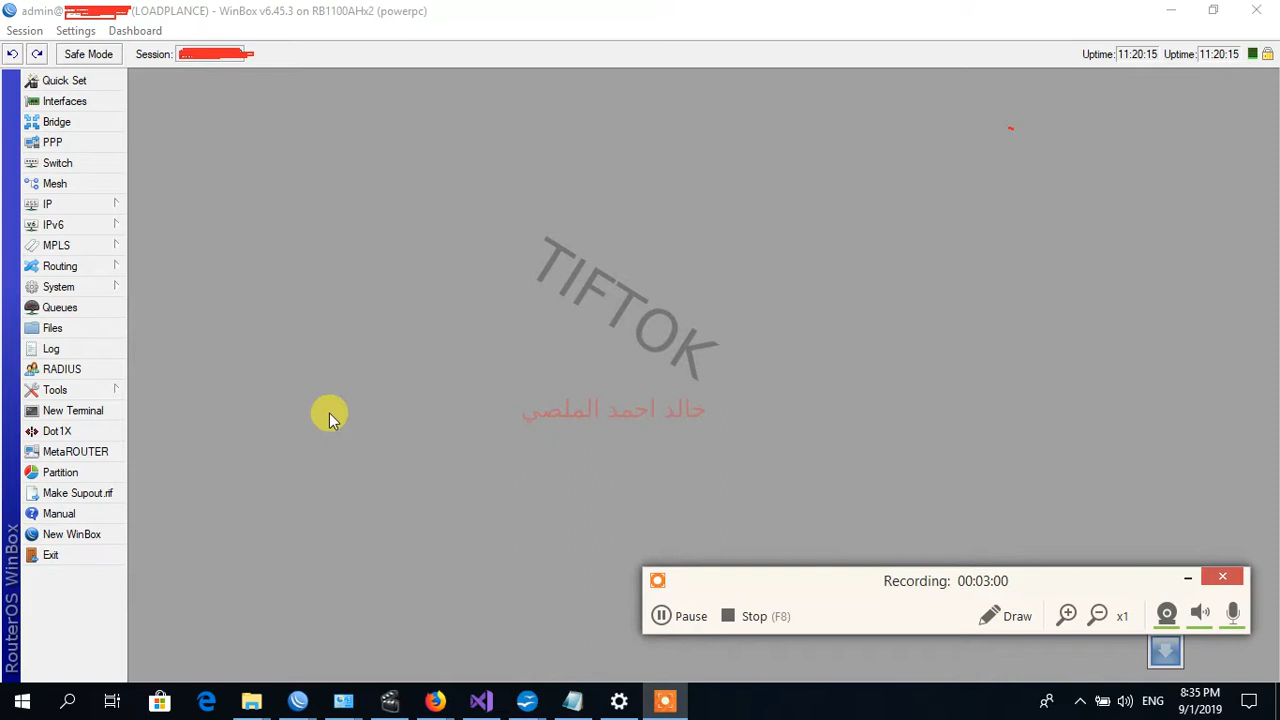 admin@ (LOADPLANCE) - WinBox v6.45.3 on RB1100AHx2 (powerpc)
Session Settings Dashboard
Safe Mode Session: Uptime: 11:20:15 Uptime: 11:20:15
Quick Set
Interfaces
Bridge
PPP
Switch
Mesh
IP
IPv6
MPLS
Routing
System
Queues
Files
Log
RADIUS
Tools
New Terminal
Dot1X
MetaROUTER
Partition
Make Supout.rif
Manual
New WinBox
Exit
RouterOS WinBox
TIFTOK
خالد احمد الملصي
Recording: 00:03:00
Pause Stop (F8) Draw x1
ENG 8:35 PM
9/1/2019